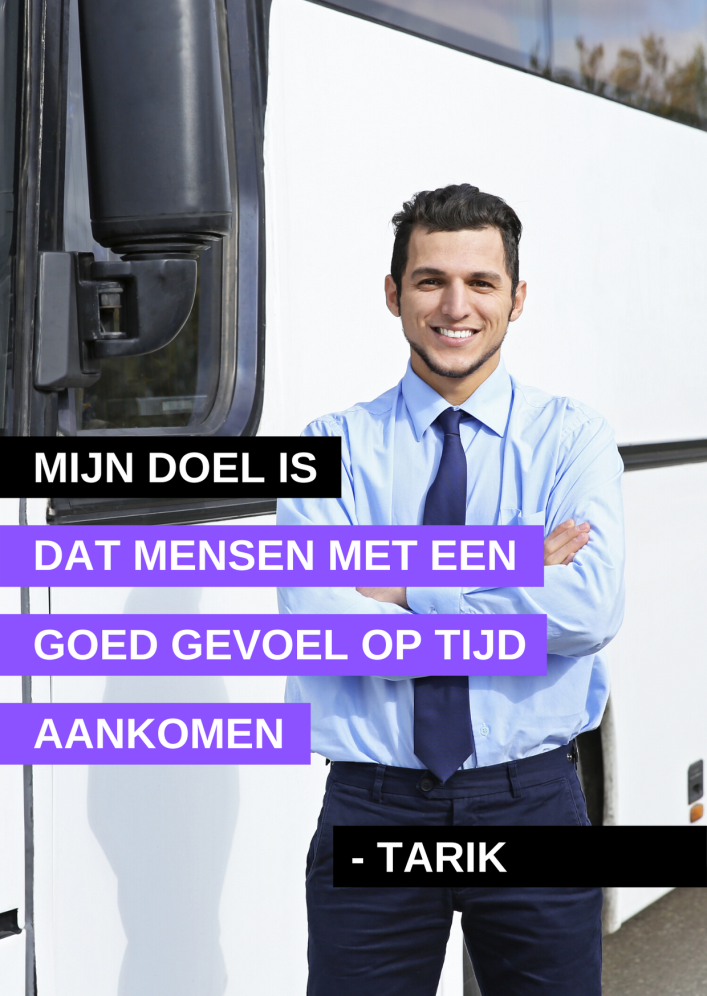 MIJN DOEL IS
DAT MENSEN MET EEN
GOED GEVOEL OP TIJD
AANKOMEN
- TARIK